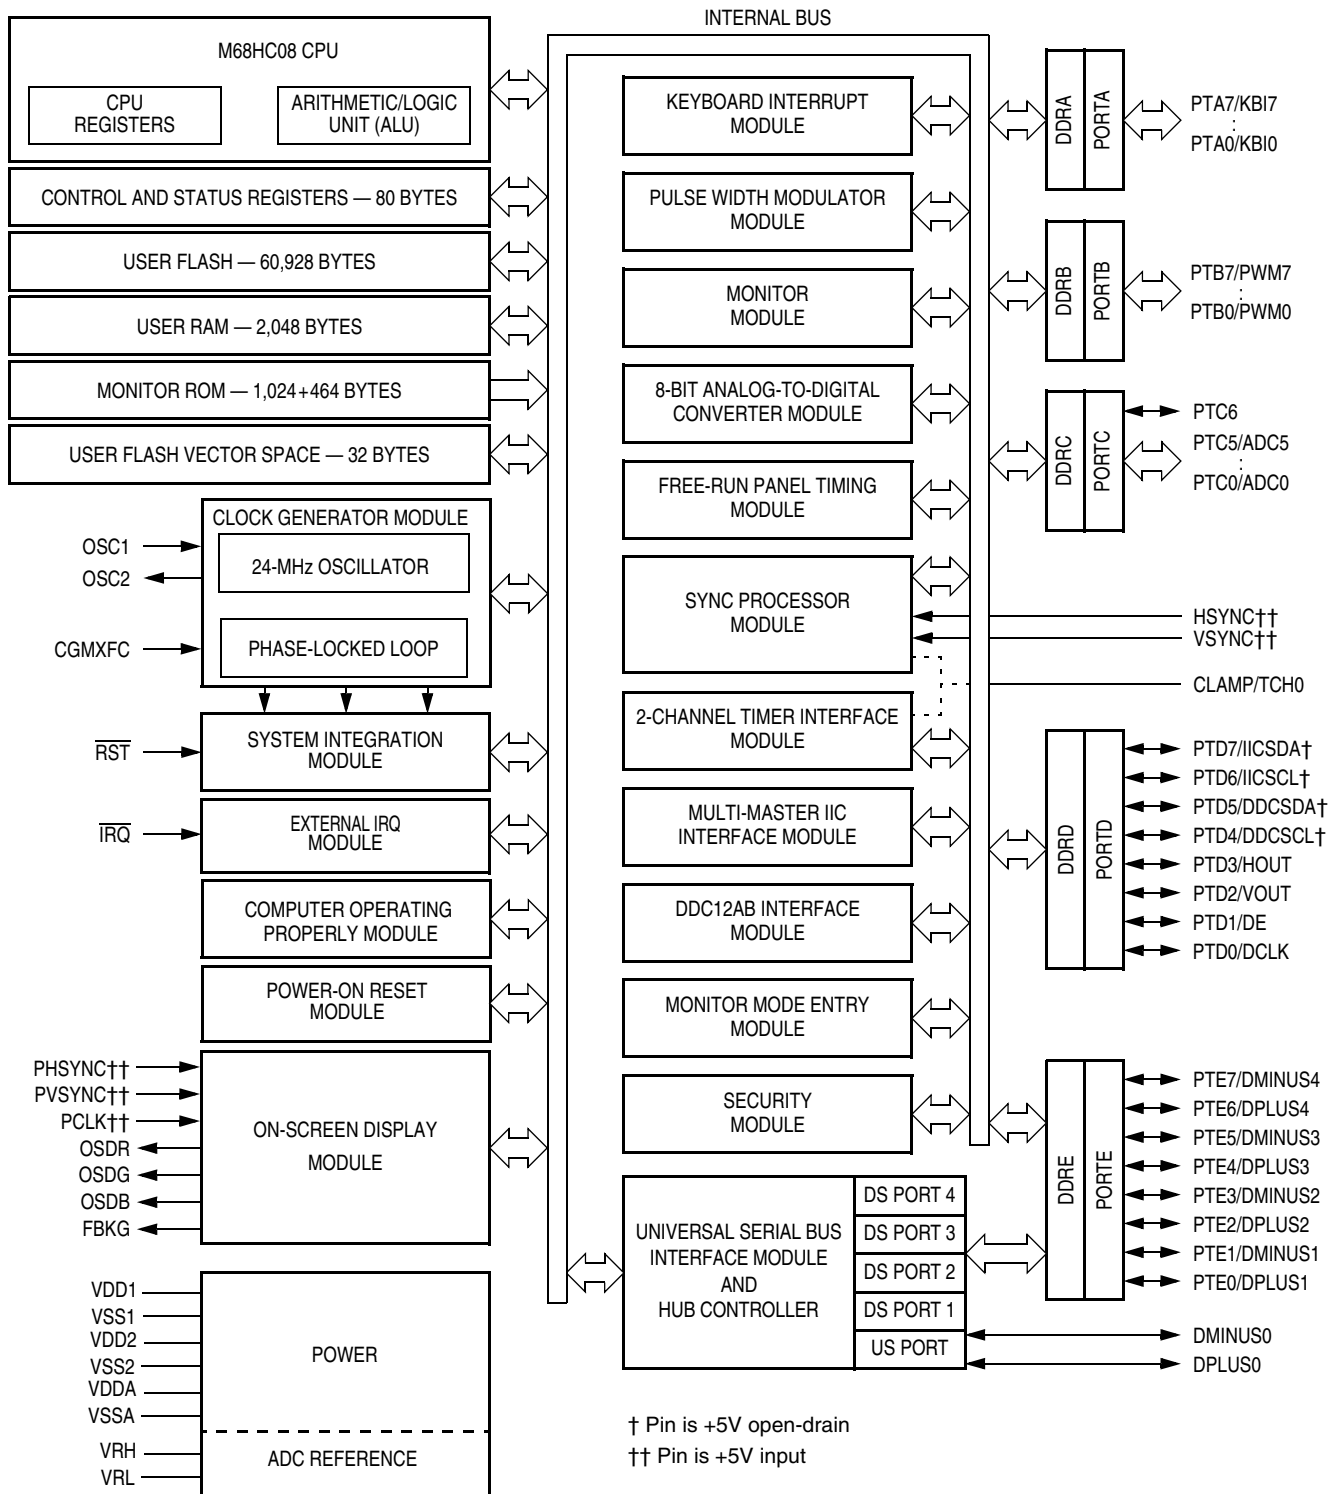 INTERNAL BUS
M68HC08 CPU
CPU
REGISTERS
ARITHMETIC/LOGIC
UNIT (ALU)
CONTROL AND STATUS REGISTERS — 80 BYTES
USER FLASH — 60,928 BYTES
USER RAM — 2,048 BYTES
MONITOR ROM — 1,024+464 BYTES
USER FLASH VECTOR SPACE — 32 BYTES
CLOCK GENERATOR MODULE
24-MHz OSCILLATOR
PHASE-LOCKED LOOP
OSC1
OSC2
CGMXFC
SYSTEM INTEGRATION
MODULE
RST
EXTERNAL IRQ
MODULE
IRQ
COMPUTER OPERATING
PROPERLY MODULE
POWER-ON RESET
MODULE
PHSYNC††
PVSYNC††
PCLK††
OSDR
OSDG
OSDB
FBKG
ON-SCREEN DISPLAY
MODULE
VDD1
VSS1
VDD2
VSS2
VDDA
VSSA
VRH
VRL
POWER
ADC REFERENCE
KEYBOARD INTERRUPT
MODULE
PULSE WIDTH MODULATOR
MODULE
MONITOR
MODULE
8-BIT ANALOG-TO-DIGITAL
CONVERTER MODULE
FREE-RUN PANEL TIMING
MODULE
SYNC PROCESSOR
MODULE
2-CHANNEL TIMER INTERFACE
MODULE
MULTI-MASTER IIC
INTERFACE MODULE
DDC12AB INTERFACE
MODULE
MONITOR MODE ENTRY
MODULE
SECURITY
MODULE
UNIVERSAL SERIAL BUS
INTERFACE MODULE
AND
HUB CONTROLLER
DS PORT 4
DS PORT 3
DS PORT 2
DS PORT 1
US PORT
DDRA
PORTA
PTA7/KBI7
:
PTA0/KBI0
DDRB
PORTB
PTB7/PWM7
:
PTB0/PWM0
DDRC
PORTC
PTC6
PTC5/ADC5
:
PTC0/ADC0
HSYNC††
VSYNC††
CLAMP/TCH0
DDRD
PORTD
PTD7/IICSDA†
PTD6/IICSCL†
PTD5/DDCSDA†
PTD4/DDCSCL†
PTD3/HOUT
PTD2/VOUT
PTD1/DE
PTD0/DCLK
DDRE
PORTE
PTE7/DMINUS4
PTE6/DPLUS4
PTE5/DMINUS3
PTE4/DPLUS3
PTE3/DMINUS2
PTE2/DPLUS2
PTE1/DMINUS1
PTE0/DPLUS1
DMINUS0
DPLUS0
† Pin is +5V open-drain
†† Pin is +5V input